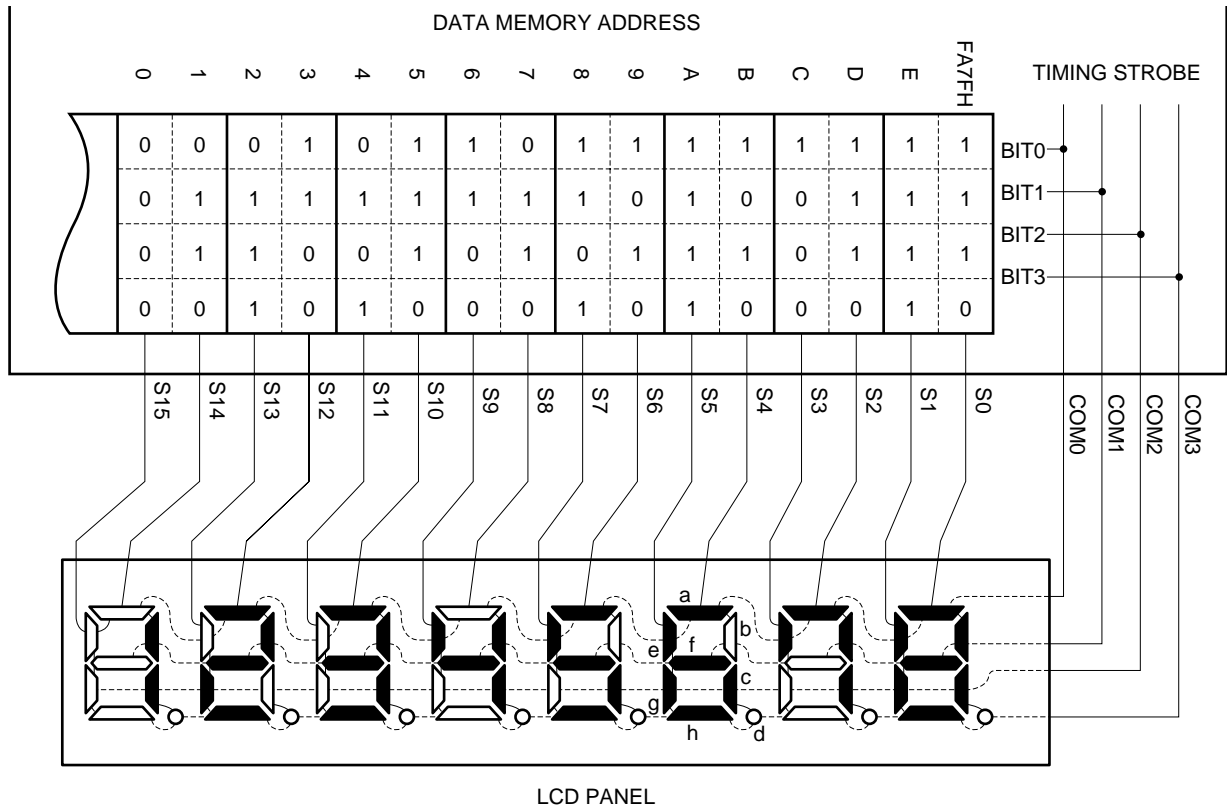 DATA MEMORY ADDRESS
0 1 2 3 4 5 6 7 8 9 A B C D E FA7FH
TIMING STROBE
0 0 0 1 0 1 1 0 1 1 1 1 1 1 1 1 BIT0
0 1 1 1 1 1 1 1 1 0 1 0 0 1 1 1 BIT1
0 1 1 0 0 1 0 1 0 1 1 1 0 1 1 1 BIT2
0 0 1 0 1 0 0 0 1 0 1 0 0 0 1 0 BIT3
S15 S14 S13 S12 S11 S10 S9 S8 S7 S6 S5 S4 S3 S2 S1 S0 COM0 COM1 COM2 COM3
a
b
e f
c
g
h d
LCD PANEL